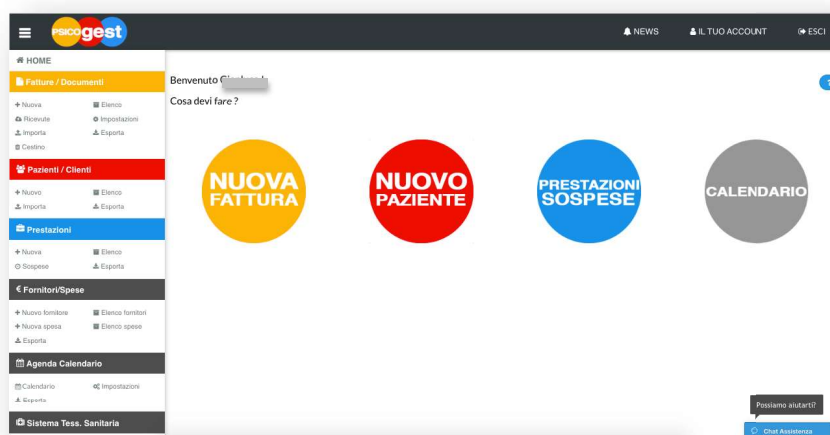 PSICOgest
NEWS
IL TUO ACCOUNT
ESCI
HOME
Fatture / Documenti
Nuova
Elenco
Ricevute
Impostazioni
Importa
Esporta
Cestino
Pazienti / Clienti
Nuovo
Elenco
Importa
Esporta
Prestazioni
Nuova
Elenco
Sospese
Esporta
€ Fornitori/Spese
Nuovo fornitore
Elenco fornitori
Nuova spesa
Elenco spese
Esporta
Agenda Calendario
Calendario
Impostazioni
Esporta
Sistema Tess. Sanitaria
Benvenuto
Cosa devi fare ?
NUOVA
FATTURA
NUOVO
PAZIENTE
PRESTAZIONI
SOSPESE
CALENDARIO
Possiamo aiutarti?
Chat Assistenza